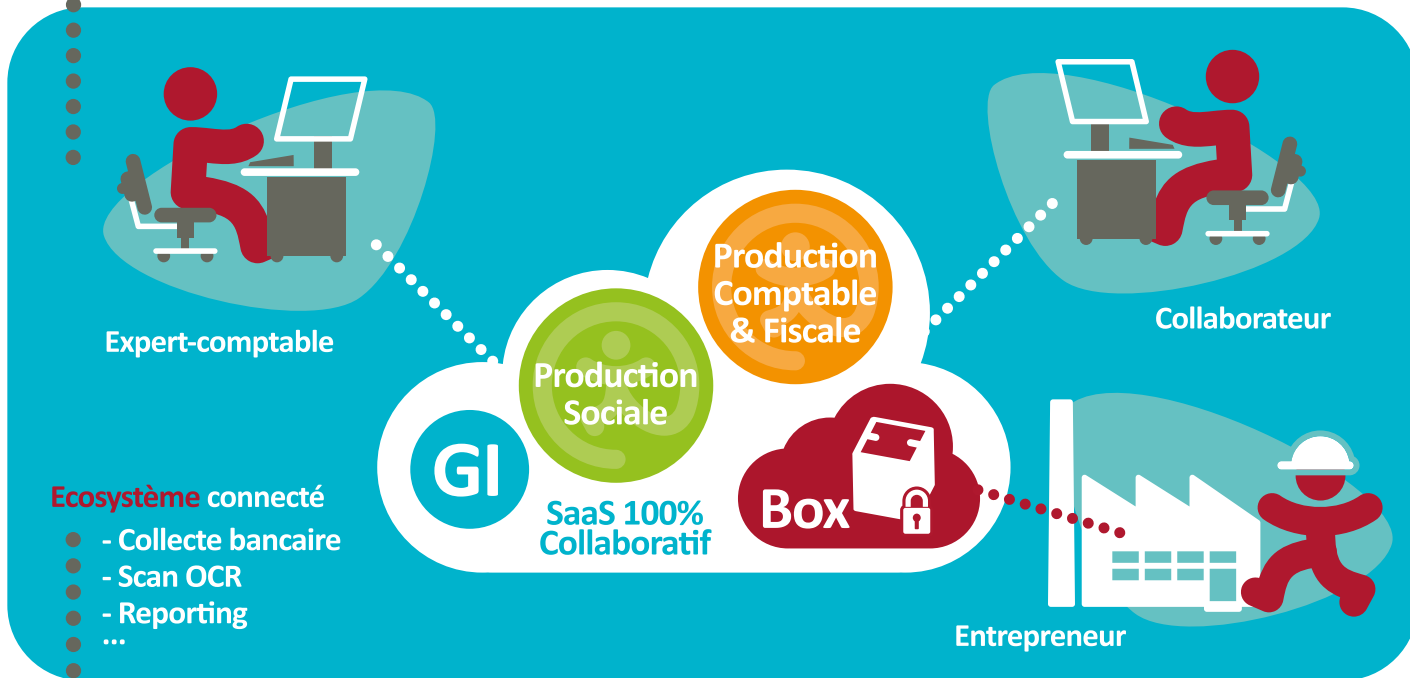 Expert-comptable
Collaborateur
Production
Comptable
& Fiscale
Production
Sociale
GI
SaaS 100%
Collaboratif
Box
Ecosystème connecté
- Collecte bancaire
- Scan OCR
- Reporting
...
Entrepreneur